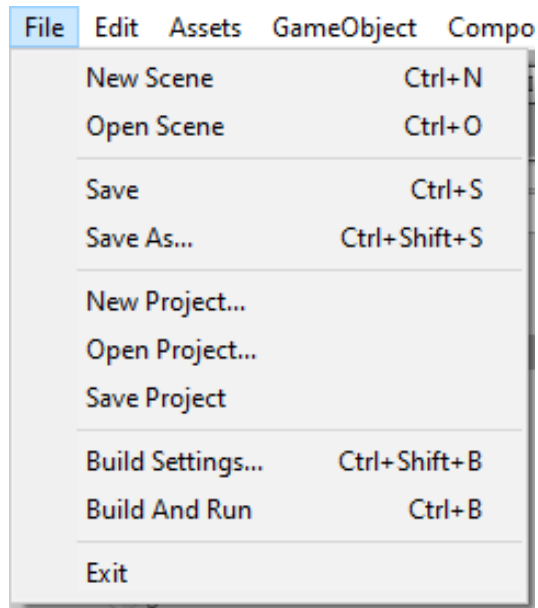 File Edit Assets GameObject Compo
New Scene Ctrl+N
Open Scene Ctrl+O
Save Ctrl+S
Save As... Ctrl+Shift+S
New Project...
Open Project...
Save Project
Build Settings... Ctrl+Shift+B
Build And Run Ctrl+B
Exit